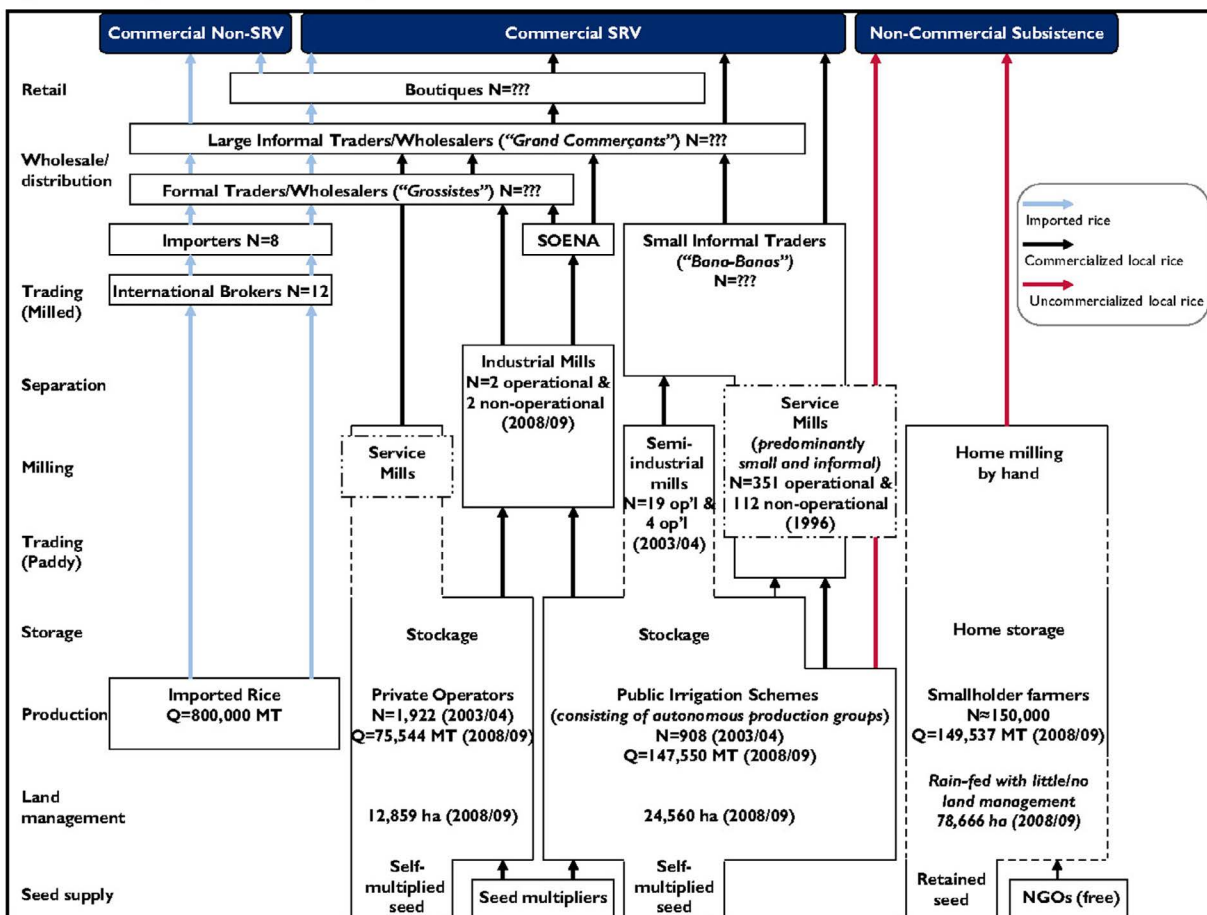 Commercial Non-SRV
Commercial SRV
Non-Commercial Subsistence
Retail
Boutiques N=???
Wholesale/
distribution
Large Informal Traders/Wholesalers (“Grand Commerçants”) N=???
Formal Traders/Wholesalers (“Grossistes”) N=???
Importers N=8
SOENA
Small Informal Traders
(“Bana-Banas”)
N=???
Imported rice
Commercialized local rice
Uncommercialized local rice
Trading
(Milled)
International Brokers N=12
Separation
Industrial Mills
N=2 operational &
2 non-operational
(2008/09)
Milling
Service
Mills
Semi-
industrial
mills
N=19 op'l &
4 op'l
(2003/04)
Service
Mills
(predominantly
small and informal)
N=351 operational &
112 non-operational
(1996)
Home milling
by hand
Trading
(Paddy)
Storage
Stockage
Stockage
Home storage
Production
Imported Rice
Q=800,000 MT
Private Operators
N=1,922 (2003/04)
Q=75,544 MT (2008/09)
Public Irrigation Schemes
(consisting of autonomous production groups)
N=908 (2003/04)
Q=147,550 MT (2008/09)
Smallholder farmers
N≈150,000
Q=149,537 MT (2008/09)
Land
management
12,859 ha (2008/09)
24,560 ha (2008/09)
Rain-fed with little/no
land management
78,666 ha (2008/09)
Seed supply
Self-
multiplied
seed
Seed multipliers
Self-
multiplied
seed
Retained
seed
NGOs (free)